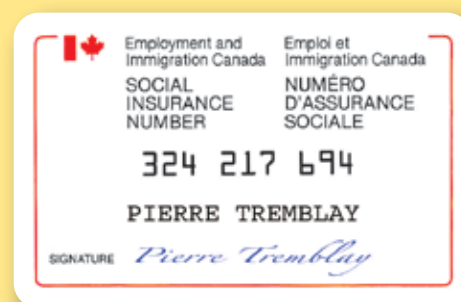 Employment and
Immigration Canada
Emploi et
Immigration Canada
SOCIAL
INSURANCE
NUMBER
NUMÉRO
D'ASSURANCE
SOCIALE
324 217 694
PIERRE TREMBLAY
SIGNATURE Pierre Tremblay